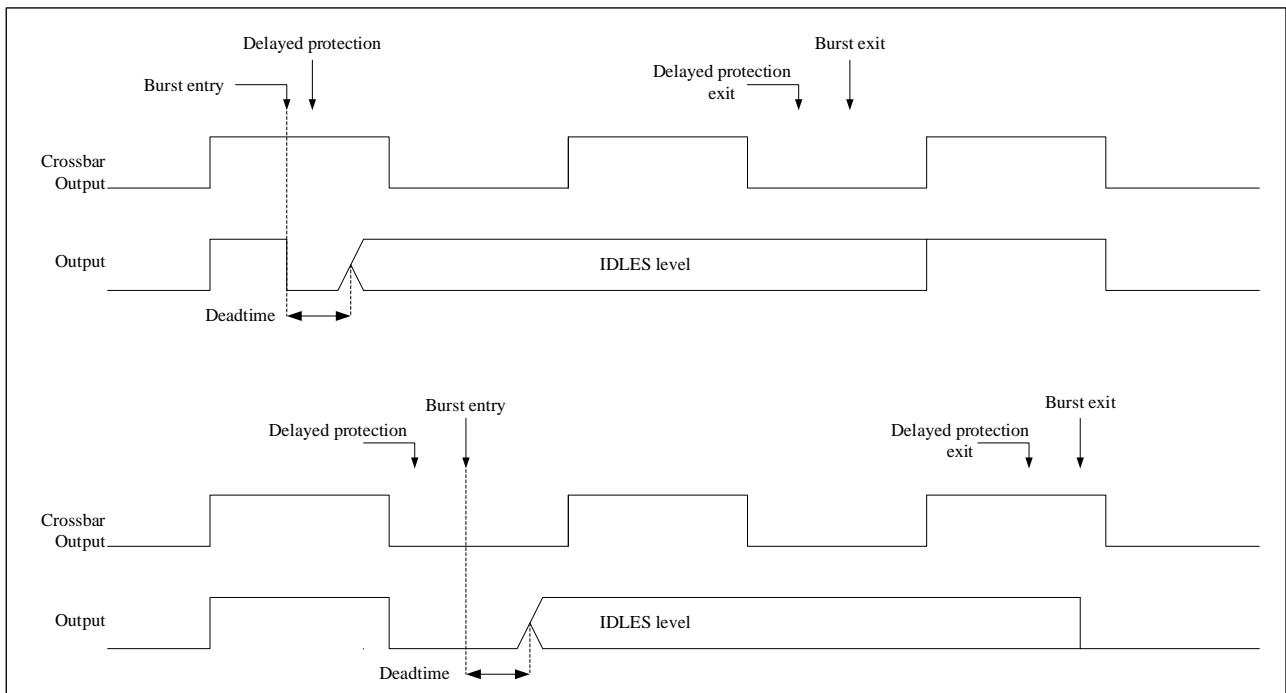 Delayed protection
Burst entry
Burst exit
Delayed protection
exit
Crossbar
Output
Output
IDLES level
Deadtime
Burst entry
Delayed protection
Burst exit
Delayed protection
exit
Crossbar
Output
Output
IDLES level
Deadtime